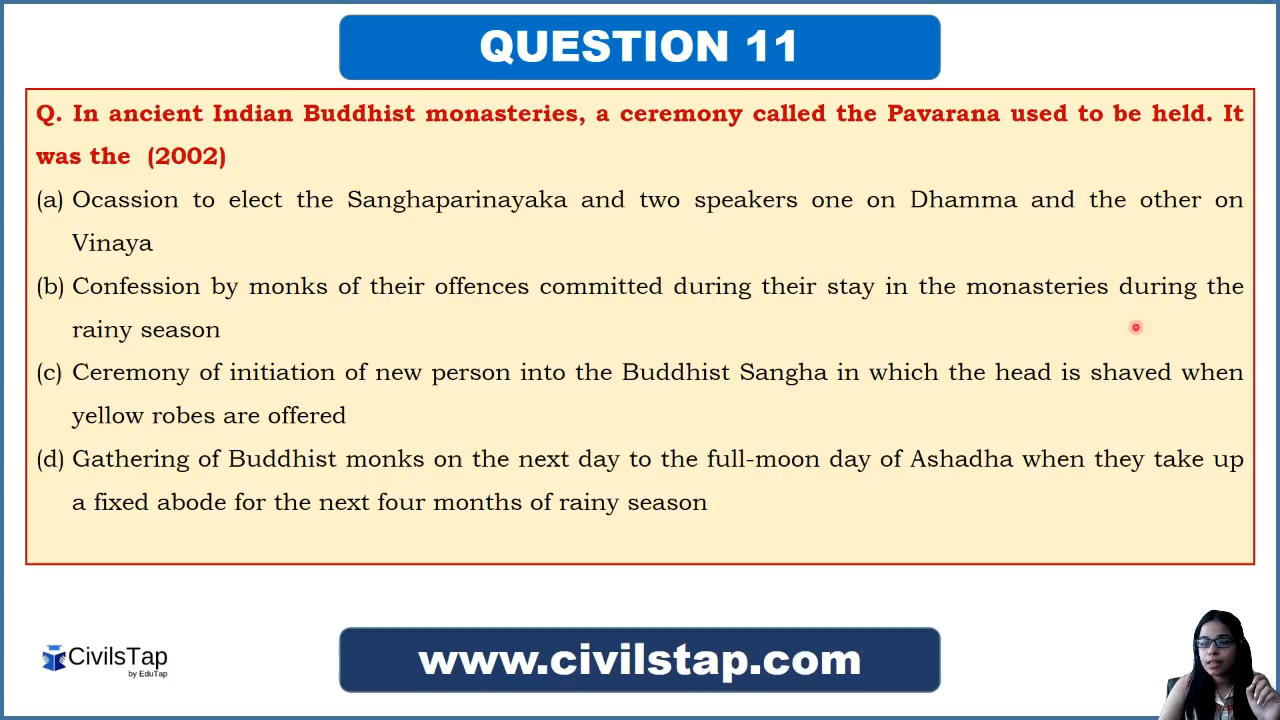 QUESTION 11
Q. In ancient Indian Buddhist monasteries, a ceremony called the Pavarana used to be held. It
was the (2002)
(a) Ocassion to elect the Sanghaparinayaka and two speakers one on Dhamma and the other on
Vinaya
(b) Confession by monks of their offences committed during their stay in the monasteries during the
rainy season
(c) Ceremony of initiation of new person into the Buddhist Sangha in which the head is shaved when
yellow robes are offered
(d) Gathering of Buddhist monks on the next day to the full-moon day of Ashadha when they take up
a fixed abode for the next four months of rainy season
CivilsTap
by EduTap
www.civilstap.com